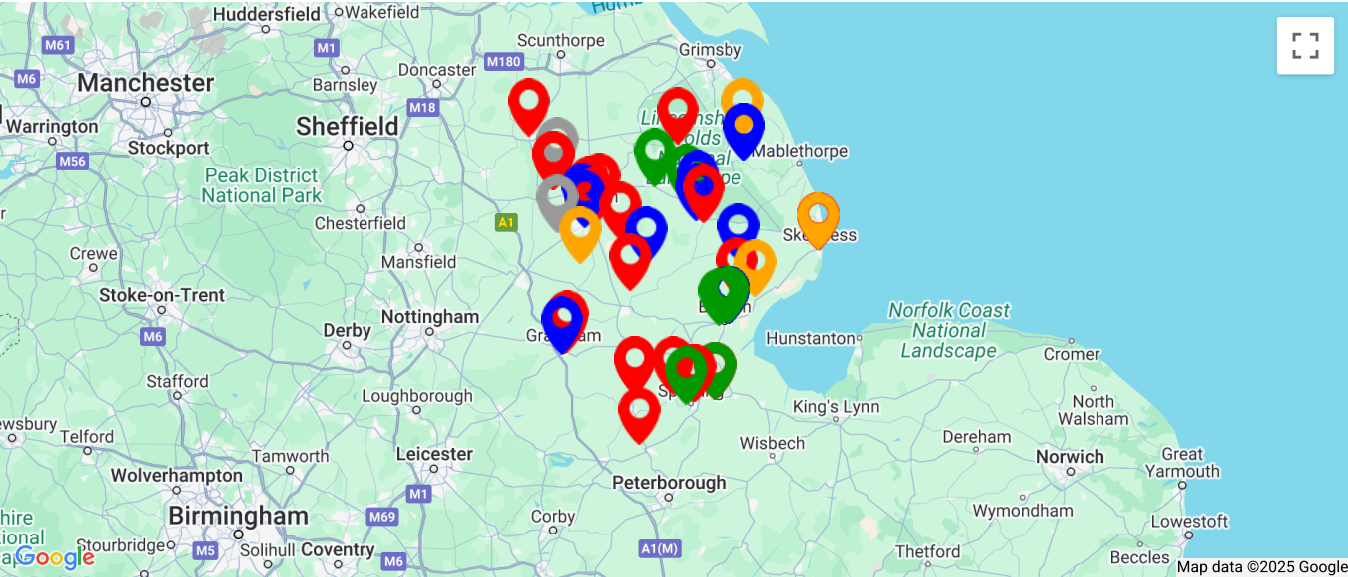 Huddersfield
Wakefield
Scunthorpe
Grimsby
M61
M1
M180
Barnsley
Doncaster
M6
Manchester
M18
Warrington
Sheffield
Stockport
M56
Mablethorpe
Peak District
National Park
Chesterfield
A1
Crewe
Mansfield
Stoke-on-Trent
Nottingham
M6
Derby
Norfolk Coast
National
Landscape
Hunstanton
Cromer
Stafford
Loughborough
King's Lynn
North
Walsham
Telford
Tamworth
Leicester
Wisbech
Dereham
Norwich
Great
Yarmouth
Wolverhampton
M1
Peterborough
Birmingham
M69
Corby
Wymondham
Lowestoft
Google
Stourbridge
M5
Solihull
Coventry
M6
A1(M)
Thetford
Beccles
Map data ©2025 Google